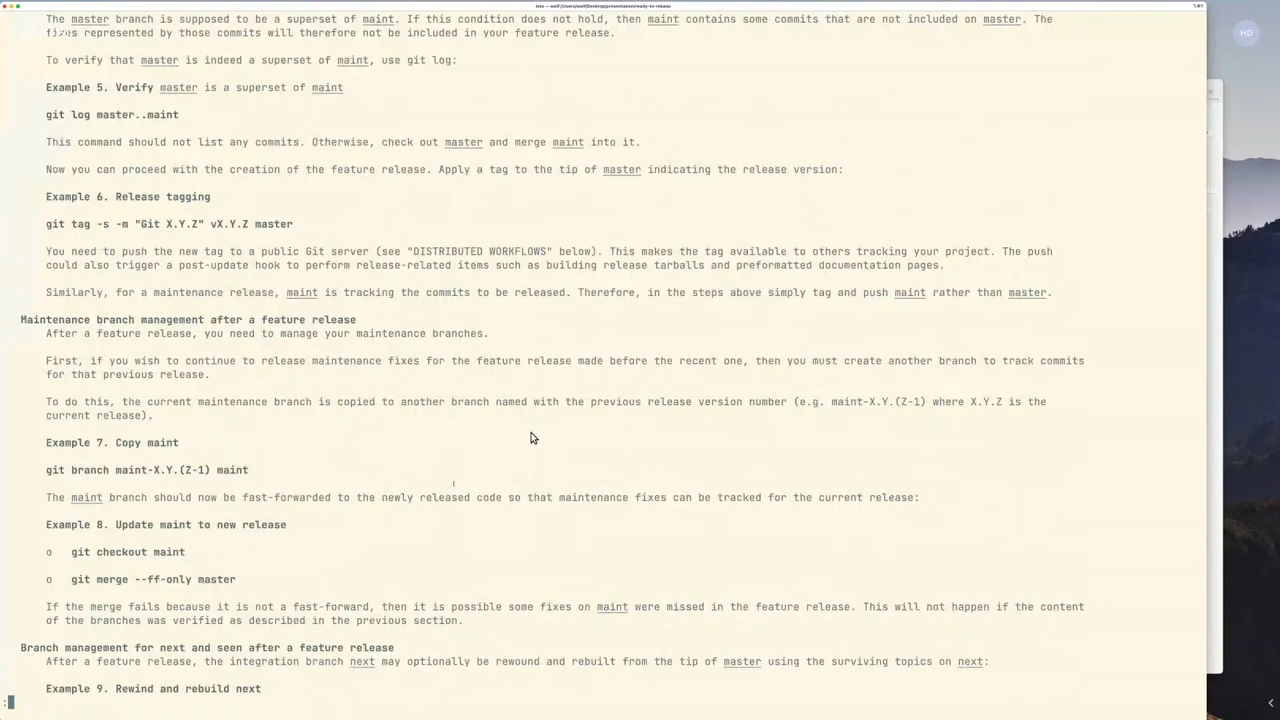 less — wolf@Users/wolf/Desktop/presentation/ready-to-rebase
The master branch is supposed to be a superset of maint. If this condition does not hold, then maint contains some commits that are not included on master. The
fixes represented by those commits will therefore not be included in your feature release.
HD
To verify that master is indeed a superset of maint, use git log:
Example 5. Verify master is a superset of maint
git log master..maint
This command should not list any commits. Otherwise, check out master and merge maint into it.
Now you can proceed with the creation of the feature release. Apply a tag to the tip of master indicating the release version:
Example 6. Release tagging
git tag -s -m "Git X.Y.Z" vX.Y.Z master
You need to push the new tag to a public Git server (see "DISTRIBUTED WORKFLOWS" below). This makes the tag available to others tracking your project. The push
could also trigger a post-update hook to perform release-related items such as building release tarballs and preformatted documentation pages.
Similarly, for a maintenance release, maint is tracking the commits to be released. Therefore, in the steps above simply tag and push maint rather than master.
Maintenance branch management after a feature release
After a feature release, you need to manage your maintenance branches.
First, if you wish to continue to release maintenance fixes for the feature release made before the recent one, then you must create another branch to track commits
for that previous release.
To do this, the current maintenance branch is copied to another branch named with the previous release version number (e.g. maint-X.Y.(Z-1) where X.Y.Z is the
current release).
Example 7. Copy maint
git branch maint-X.Y.(Z-1) maint
The maint branch should now be fast-forwarded to the newly released code so that maintenance fixes can be tracked for the current release:
Example 8. Update maint to new release
o git checkout maint
o git merge --ff-only master
If the merge fails because it is not a fast-forward, then it is possible some fixes on maint were missed in the feature release. This will not happen if the content
of the branches was verified as described in the previous section.
Branch management for next and seen after a feature release
After a feature release, the integration branch next may optionally be rewound and rebuilt from the tip of master using the surviving topics on next:
Example 9. Rewind and rebuild next
: